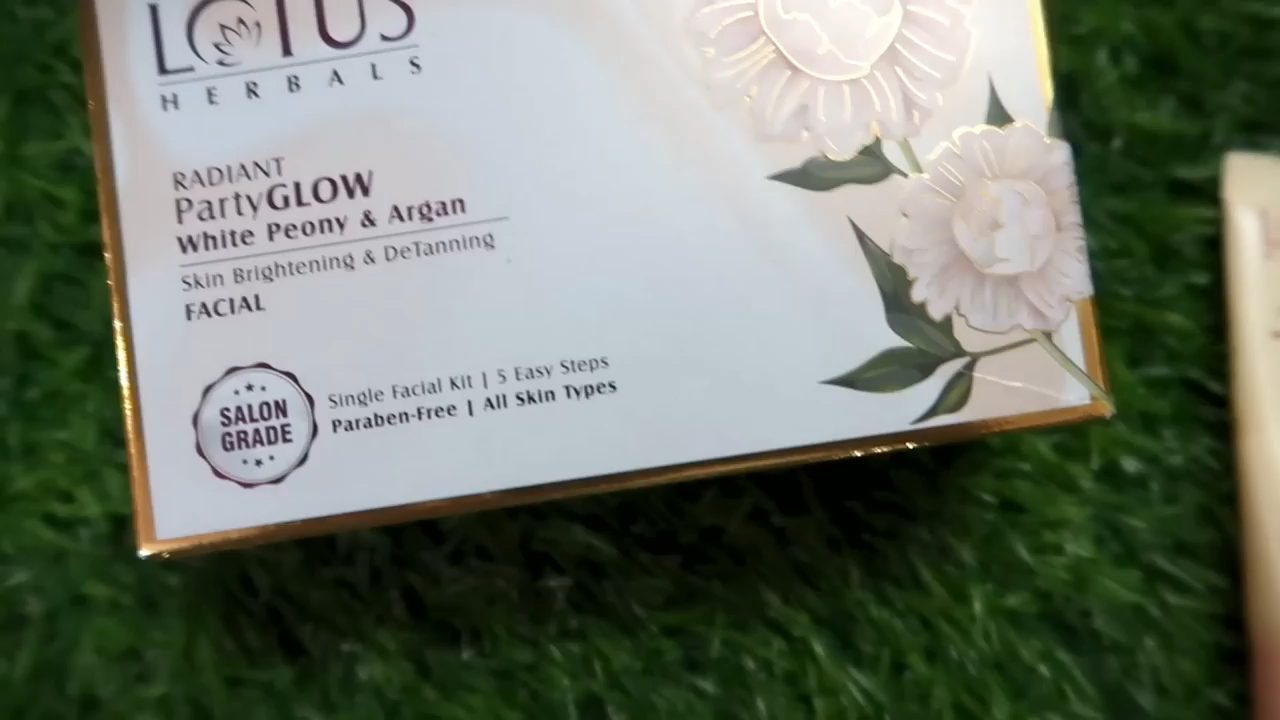 LOTUS
HERBALS
RADIANT
PartyGLOW
White Peony & Argan
Skin Brightening & DeTanning
FACIAL
SALON
GRADE
Single Facial Kit | 5 Easy Steps
Paraben-Free | All Skin Types